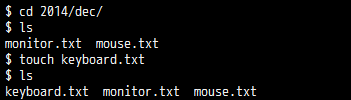 $ cd 2014/dec/
$ ls
monitor.txt  mouse.txt
$ touch keyboard.txt
$ ls
keyboard.txt  monitor.txt  mouse.txt